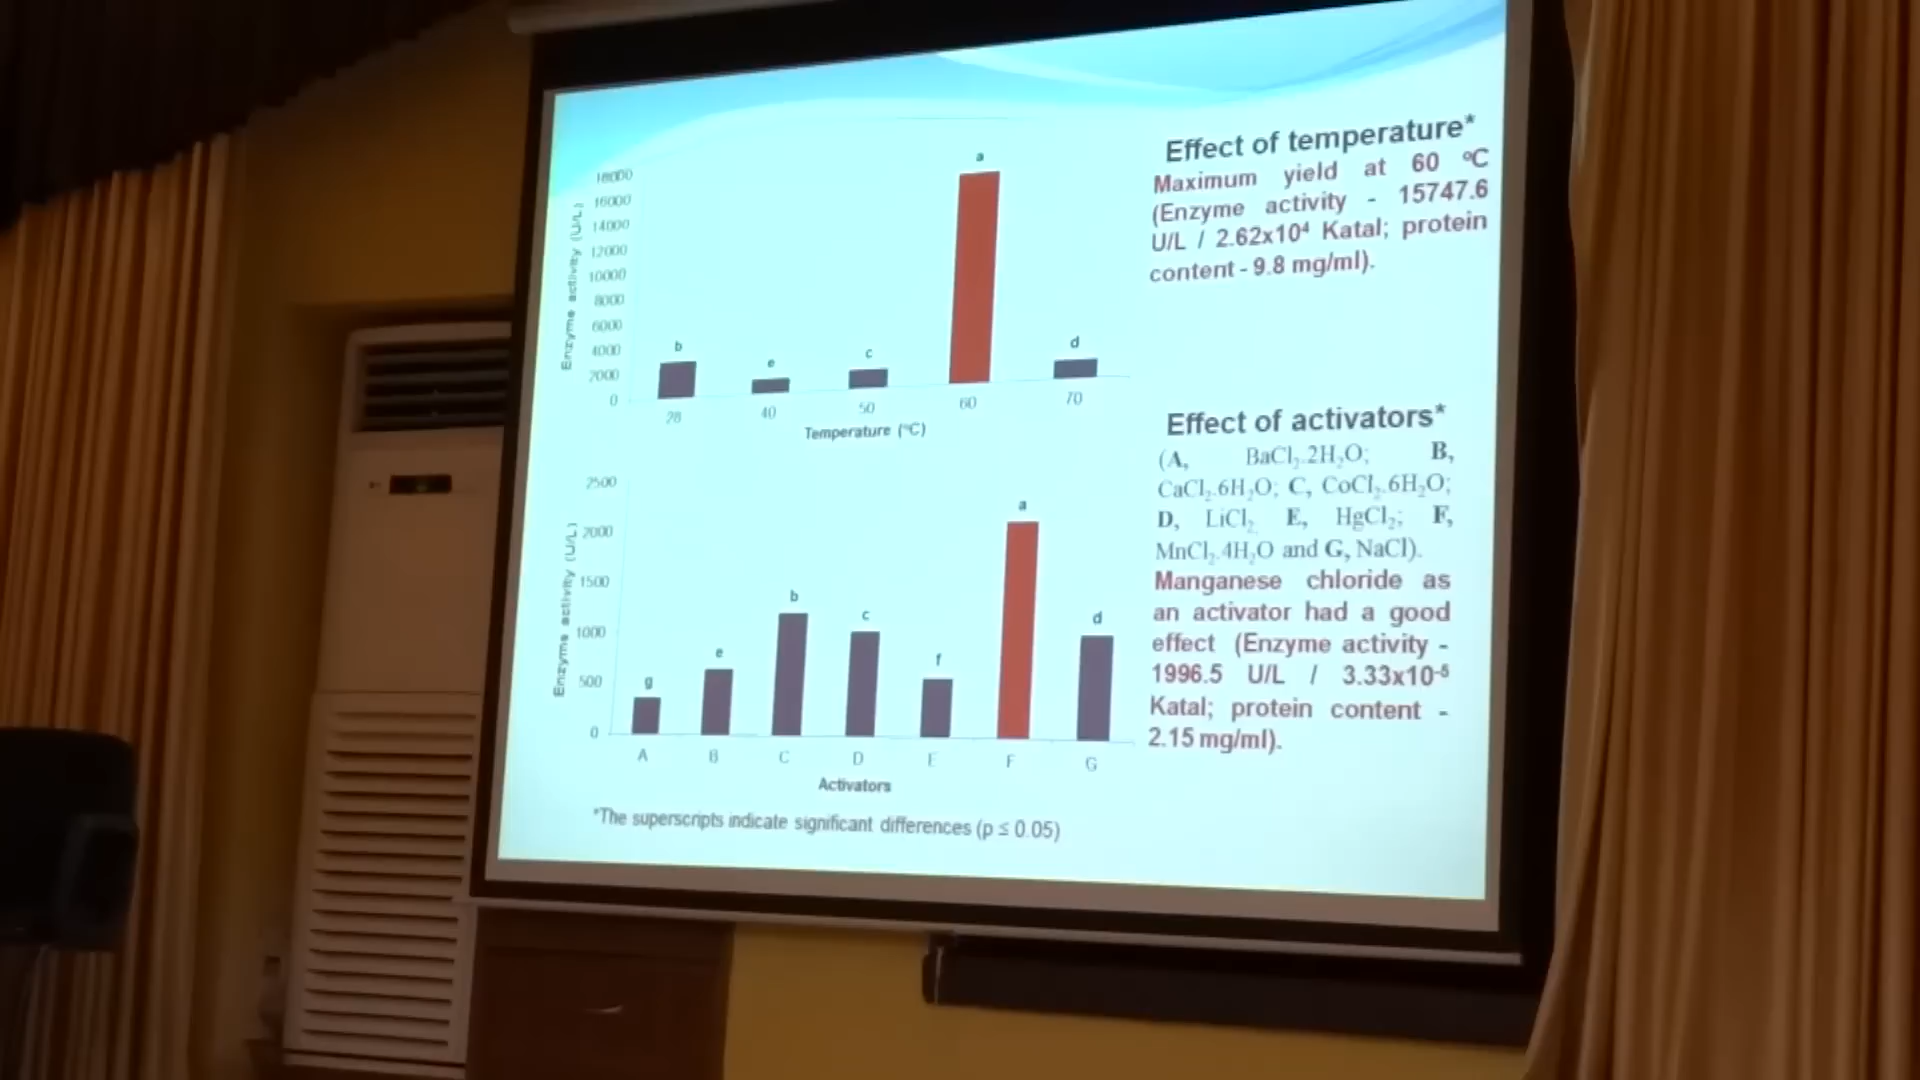 Effect of temperature*
Maximum yield at 60 ºC
(Enzyme activity - 15747.6
U/L / 2.62x10⁴ Katal; protein
content - 9.8 mg/ml).
18000
16000
14000
12000
10000
8000
6000
4000
2000
0
Enzyme activity (U/L)
b
e
c
a
d
28
40
50
60
70
Temperature (°C)
Effect of activators*
(A, BaCl₂.2H₂O; B,
CaCl₂.6H₂O; C, CoCl₂.6H₂O;
D, LiCl₂, E, HgCl₂; F,
MnCl₂.4H₂O and G, NaCl).
Manganese chloride as
an activator had a good
effect (Enzyme activity -
1996.5 U/L / 3.33x10⁻⁵
Katal; protein content -
2.15 mg/ml).
2500
2000
1500
1000
500
0
Enzyme activity (U/L)
g
e
b
c
f
a
d
A
B
C
D
E
F
G
Activators
*The superscripts indicate significant differences (p ≤ 0.05)